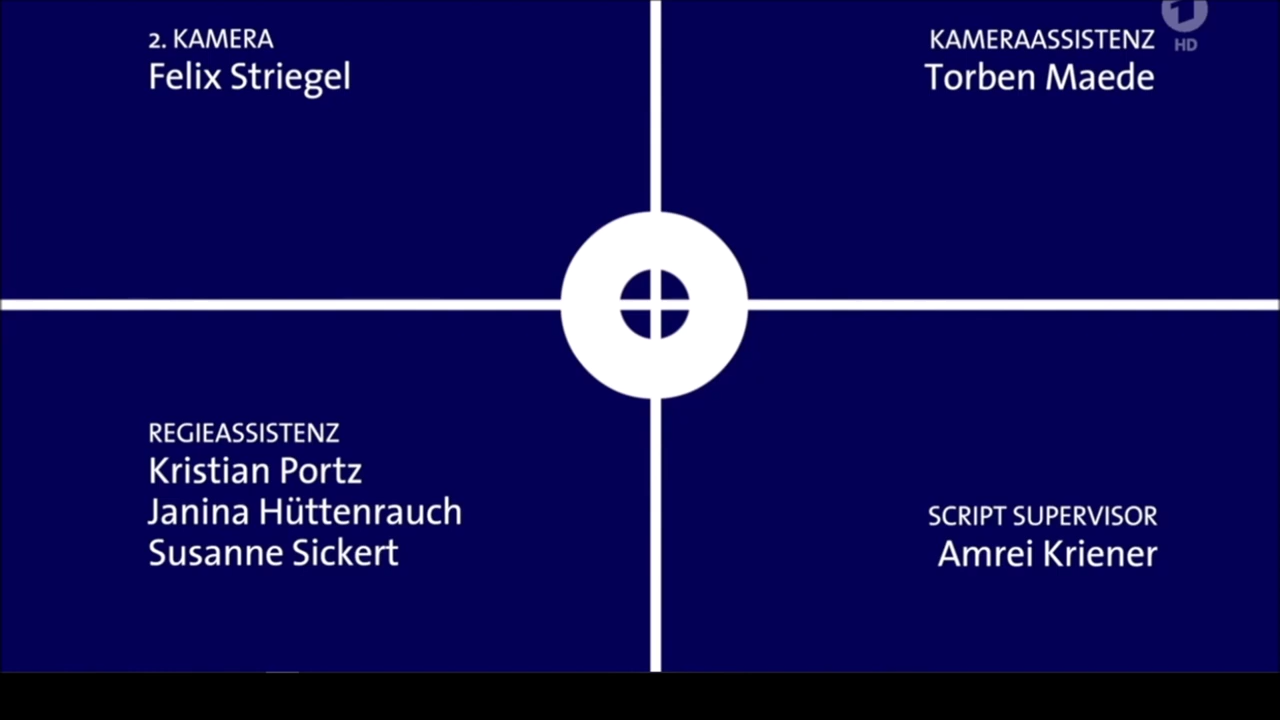 2. KAMERA
Felix Striegel
KAMERAASSISTENZ
Torben Maede
1
HD
REGIEASSISTENZ
Kristian Portz
Janina Hüttenrauch
Susanne Sickert
SCRIPT SUPERVISOR
Amrei Kriener